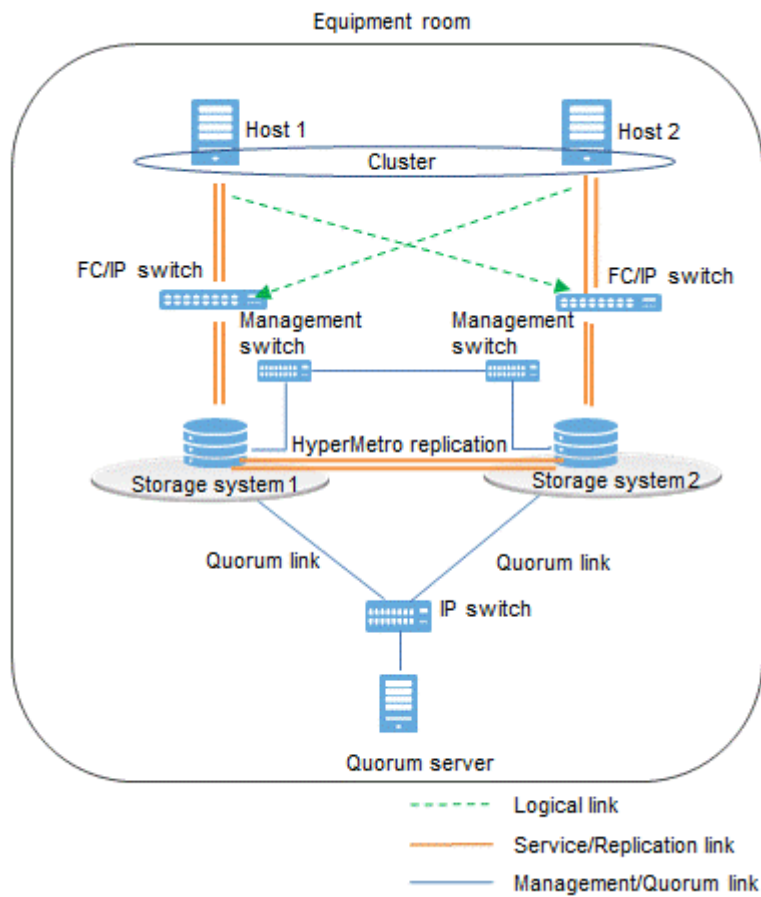 Equipment room
Host 1
Host 2
Cluster
FC/IP switch
FC/IP switch
Management
switch
Management
switch
HyperMetro replication
Storage system 1
Storage system 2
Quorum link
Quorum link
IP switch
Quorum server
Logical link
Service/Replication link
Management/Quorum link